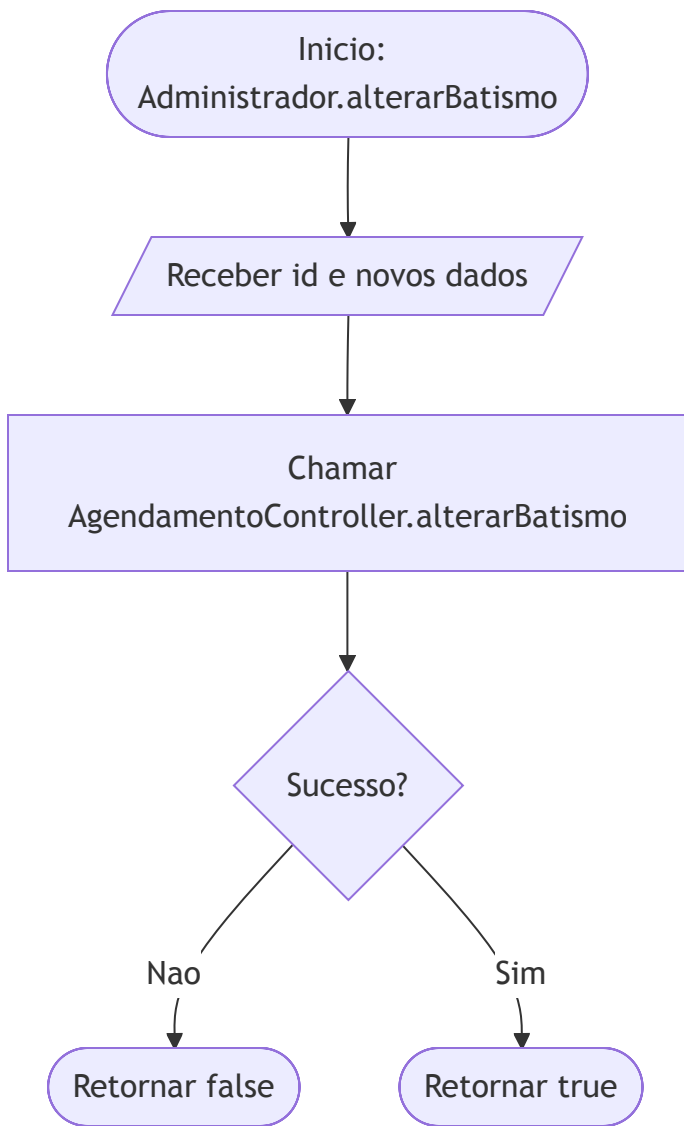 Inicio:
Administrador.alterarBatismo
Receber id e novos dados
Chamar
AgendamentoController.alterarBatismo
Sucesso?
Nao
Sim
Retornar false
Retornar true